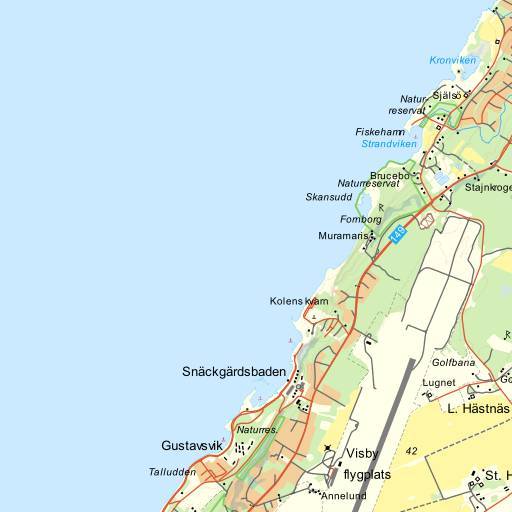 Kronviken
Själsö
Natur
reservat
Fiskehamn
Strandviken
Brucebo
Naturreservat
Stajnkroge
Skansudd
Fornborg
Muramaris
149
Kolens kvarn
Golfbana
Snäckgärdsbaden
Go
Lugnet
L. Hästnäs
Naturres.
Gustavsvik
42
Visby
flygplats
Talludden
St. H
Annelund